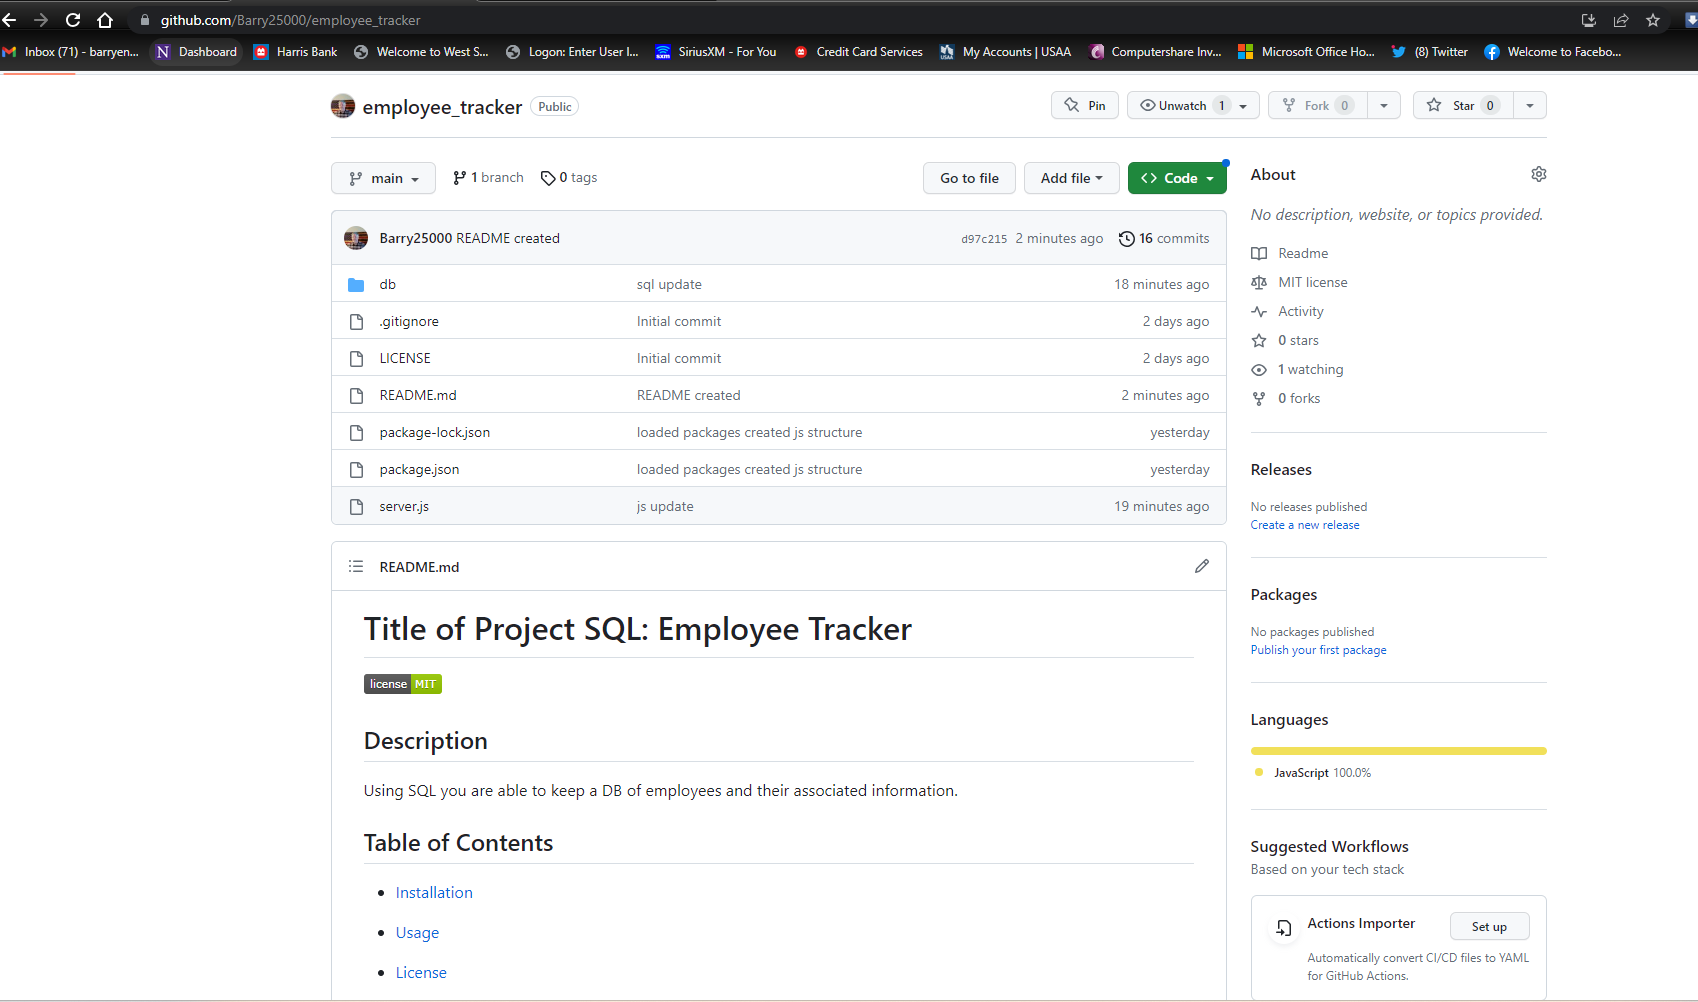 github.com/Barry25000/employee_tracker
Inbox (71) - barryen... Dashboard Harris Bank Welcome to West S... Logon: Enter User I... SiriusXM - For You Credit Card Services My Accounts | USAA Computershare Inv... Microsoft Office Ho... (8) Twitter Welcome to Facebo...
employee_tracker Public Pin Unwatch 1 Fork 0 Star 0
main 1 branch 0 tags Go to file Add file <> Code
Barry25000 README created d97c215 2 minutes ago 16 commits
db sql update 18 minutes ago
.gitignore Initial commit 2 days ago
LICENSE Initial commit 2 days ago
README.md README created 2 minutes ago
package-lock.json loaded packages created js structure yesterday
package.json loaded packages created js structure yesterday
server.js js update 19 minutes ago
README.md
Title of Project SQL: Employee Tracker
license MIT
Description
Using SQL you are able to keep a DB of employees and their associated information.
Table of Contents
Installation
Usage
License
About
No description, website, or topics provided.
Readme
MIT license
Activity
0 stars
1 watching
0 forks
Releases
No releases published
Create a new release
Packages
No packages published
Publish your first package
Languages
JavaScript 100.0%
Suggested Workflows
Based on your tech stack
Actions Importer Set up
Automatically convert CI/CD files to YAML
for GitHub Actions.